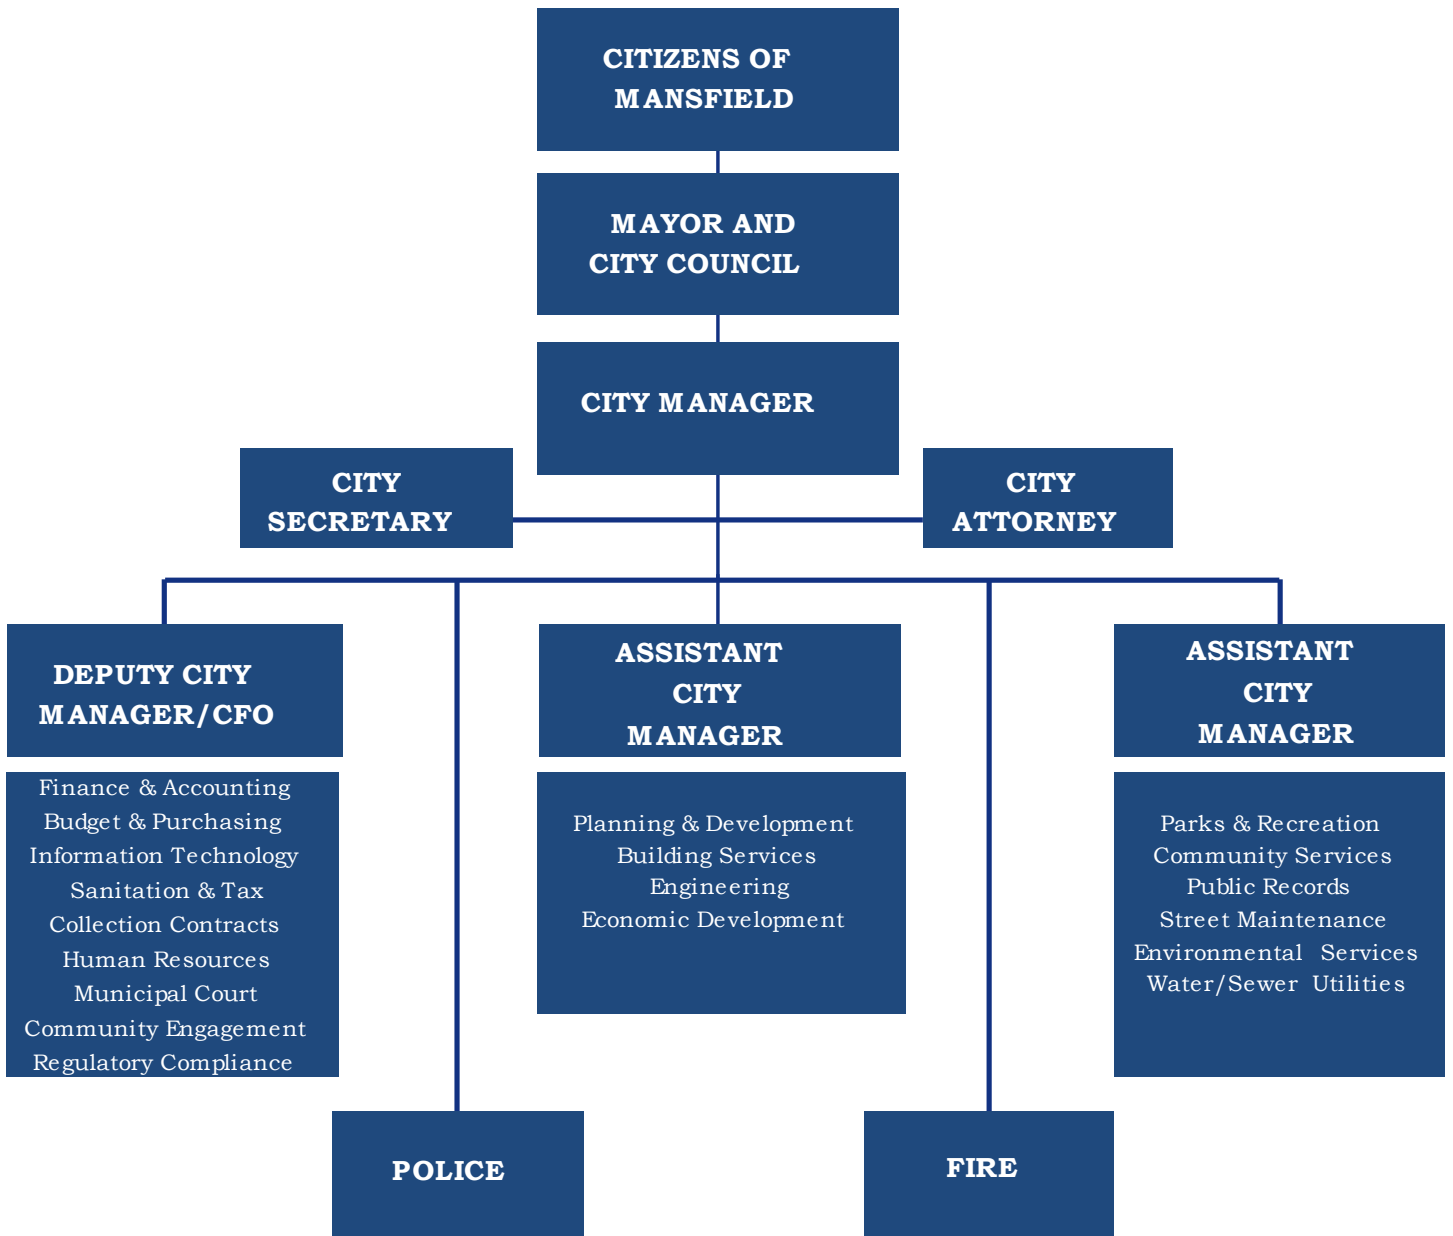 CITIZENS OF
MANSFIELD
MAYOR AND
CITY COUNCIL
CITY MANAGER
CITY
SECRETARY
CITY
ATTORNEY
DEPUTY CITY
MANAGER/CFO
Finance & Accounting
Budget & Purchasing
Information Technology
Sanitation & Tax
Collection Contracts
Human Resources
Municipal Court
Community Engagement
Regulatory Compliance
ASSISTANT
CITY
MANAGER
Planning & Development
Building Services
Engineering
Economic Development
ASSISTANT
CITY
MANAGER
Parks & Recreation
Community Services
Public Records
Street Maintenance
Environmental Services
Water/Sewer Utilities
POLICE
FIRE